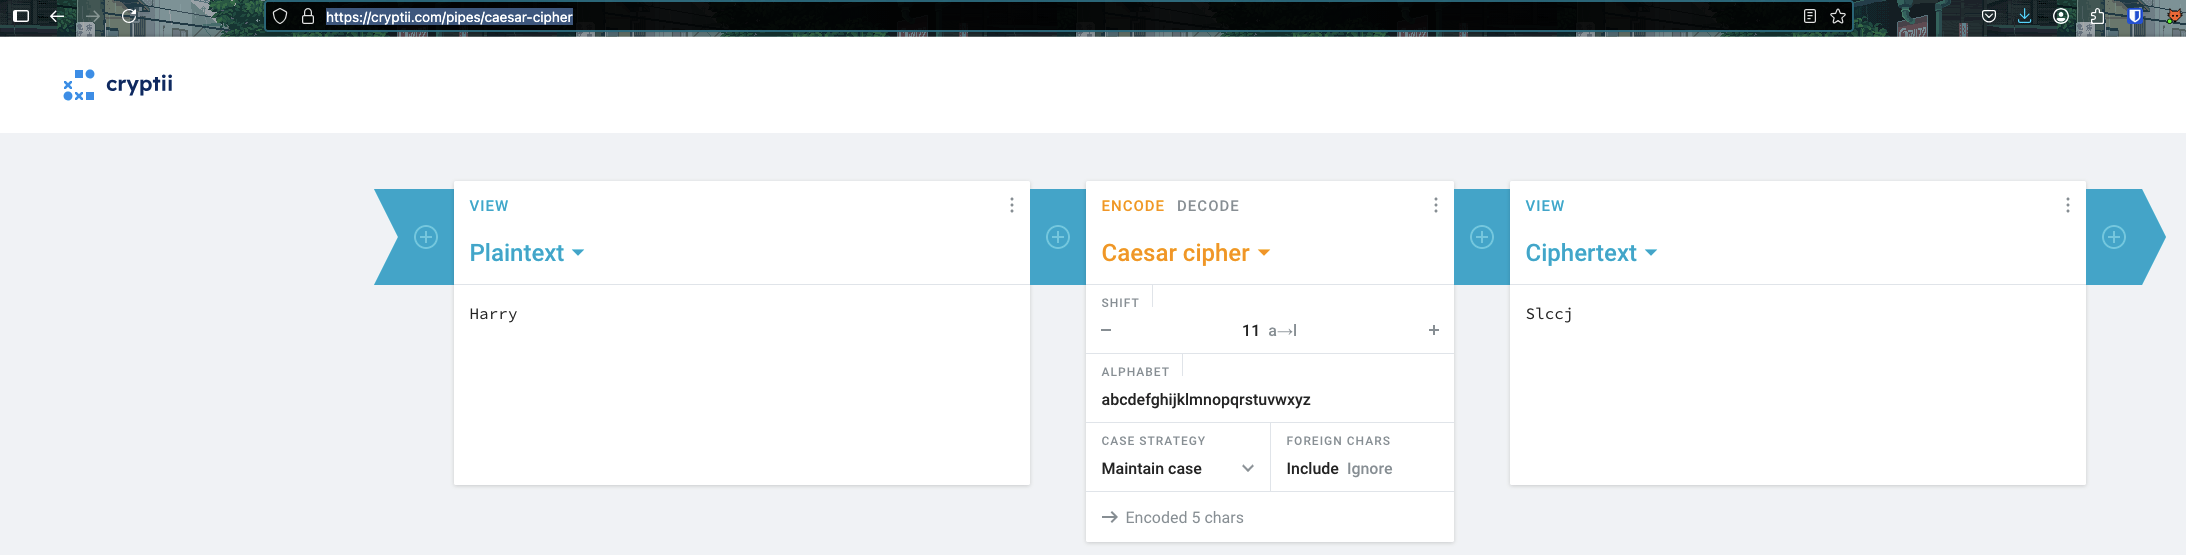 https://cryptii.com/pipes/caesar-cipher
cryptii
VIEW
Plaintext
Harry
ENCODE DECODE
Caesar cipher
SHIFT
11 a→l
ALPHABET
abcdefghijklmnopqrstuvwxyz
CASE STRATEGY
Maintain case
FOREIGN CHARS
Include Ignore
→ Encoded 5 chars
VIEW
Ciphertext
Slccj